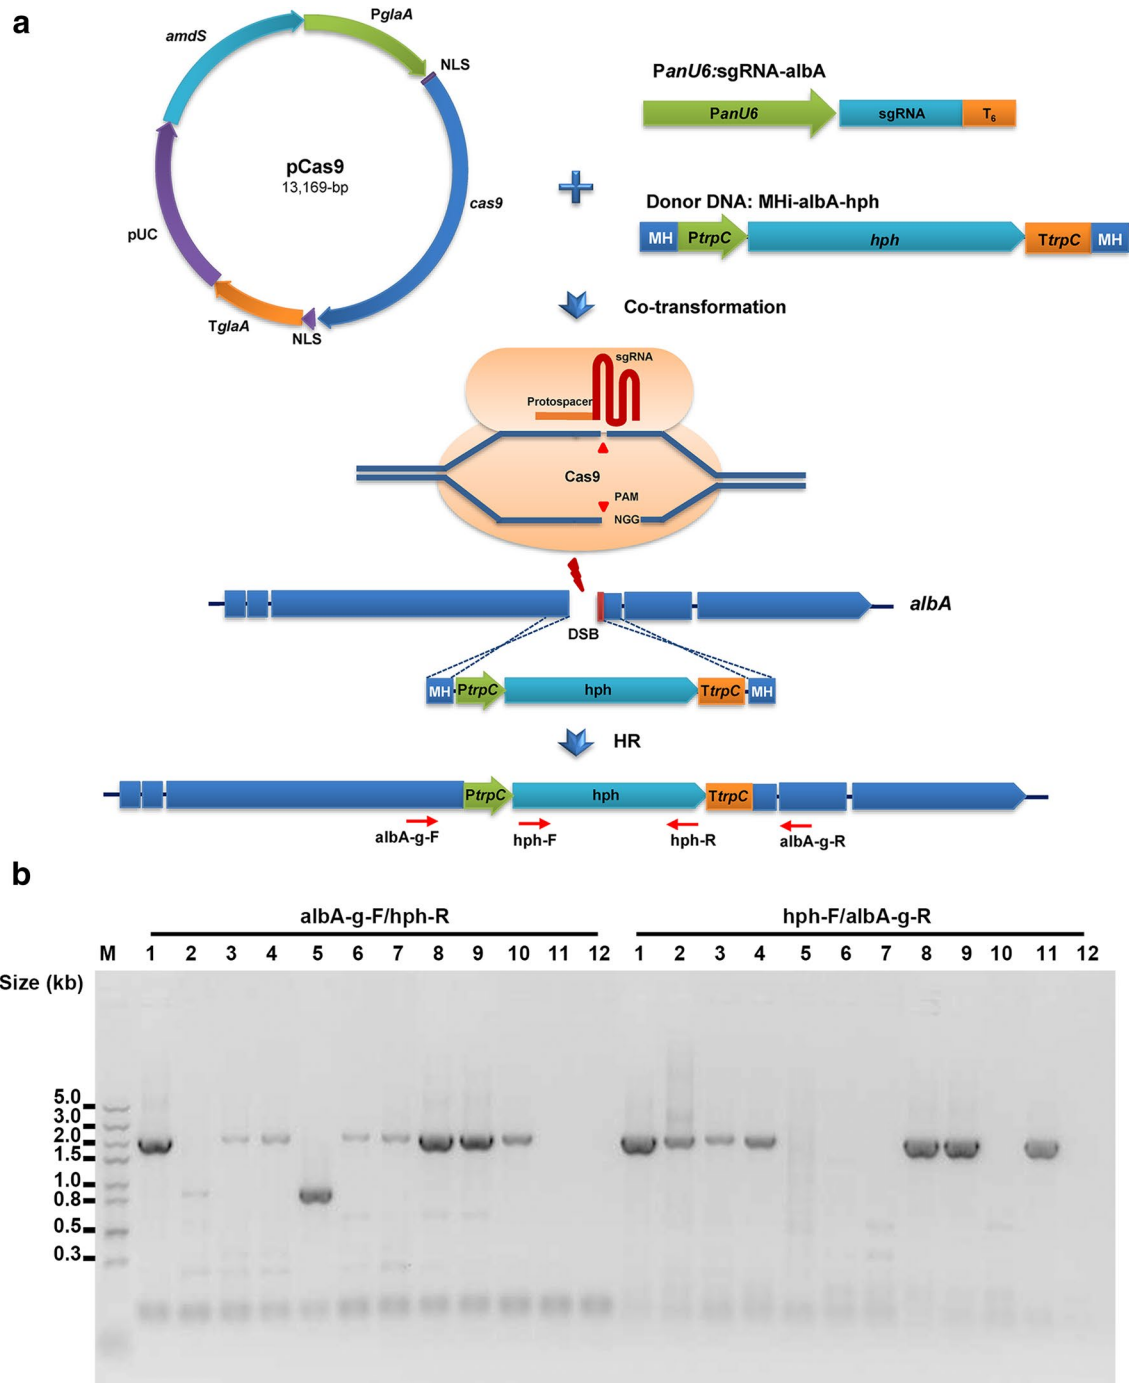 a
amdS
PglaA
NLS
pCas9
13,169-bp
cas9
pUC
TglaA
NLS
PanU6:sgRNA-albA
PanU6
sgRNA
T6
Donor DNA: MHi-albA-hph
MH
PtrpC
hph
TtrpC
MH
Co-transformation
sgRNA
Protospacer
Cas9
PAM
NGG
albA
DSB
MH
PtrpC
hph
TtrpC
MH
HR
PtrpC
hph
TtrpC
albA-g-F
hph-F
hph-R
albA-g-R
b
albA-g-F/hph-R
hph-F/albA-g-R
M 1 2 3 4 5 6 7 8 9 10 11 12 1 2 3 4 5 6 7 8 9 10 11 12
Size (kb)
5.0
3.0
2.0
1.5
1.0
0.8
0.5
0.3